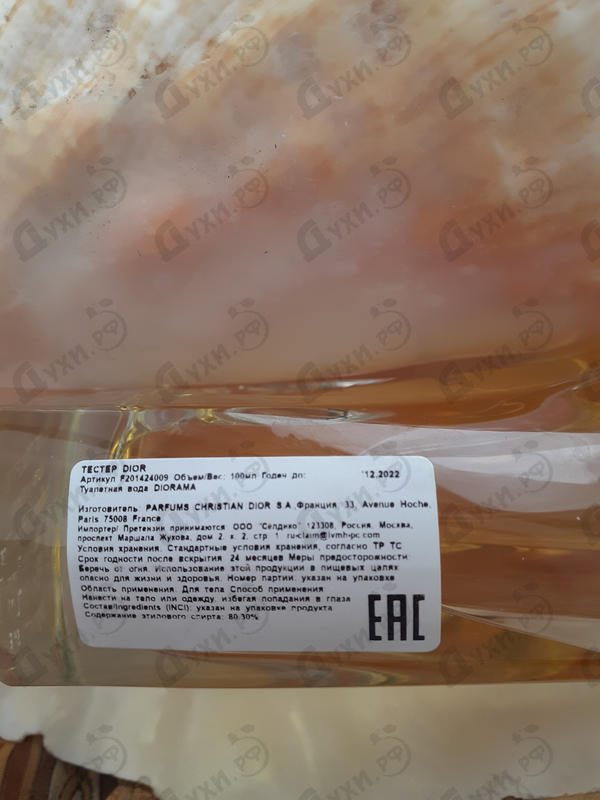 ТЕСТЕР DIOR
Артикул F201424009 Объем/Вес: 100мл Годен до: 12.2022
Туалетная вода DIORAMA
Изготовитель: PARFUMS CHRISTIAN DIOR S.A. Франция, 33, Avenue Hoche,
Paris 75008 France
Импортер/ Претензии принимаются: ООО "Селдико" 123308, Россия, Москва,
проспект Маршала Жукова, дом 2, к. 2, стр. 1 ru-claim@lvmh-pc.com
Условия хранения: Стандартные условия хранения, согласно ТР ТС
Срок годности после вскрытия: 24 месяцев Меры предосторожности:
Беречь от огня. Использование этой продукции в пищевых целях
опасно для жизни и здоровья. Номер партии: указан на упаковке
Область применения: Для тела Способ применения:
Нанести на тело или одежду, избегая попадания в глаза
Состав/Ingredients (INCI): указан на упаковке продукта
Содержание этилового спирта: 80.30%
EAC
Духи.рф